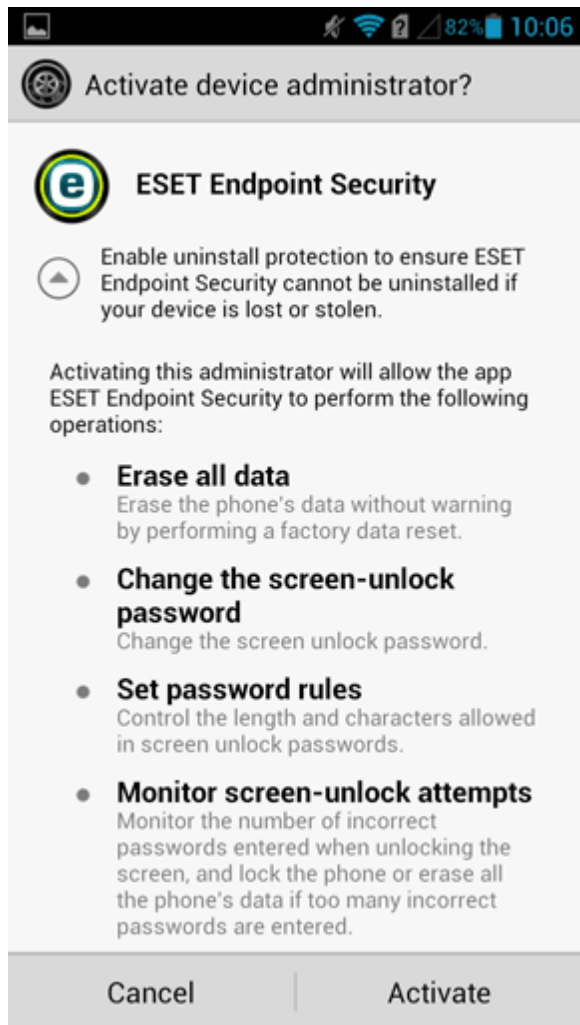 82% 10:06
Activate device administrator?
e
ESET Endpoint Security
Enable uninstall protection to ensure ESET
Endpoint Security cannot be uninstalled if
your device is lost or stolen.
Activating this administrator will allow the app
ESET Endpoint Security to perform the following
operations:
Erase all data
Erase the phone's data without warning
by performing a factory data reset.
Change the screen-unlock
password
Change the screen unlock password.
Set password rules
Control the length and characters allowed
in screen unlock passwords.
Monitor screen-unlock attempts
Monitor the number of incorrect
passwords entered when unlocking the
screen, and lock the phone or erase all
the phone's data if too many incorrect
passwords are entered.
Cancel Activate